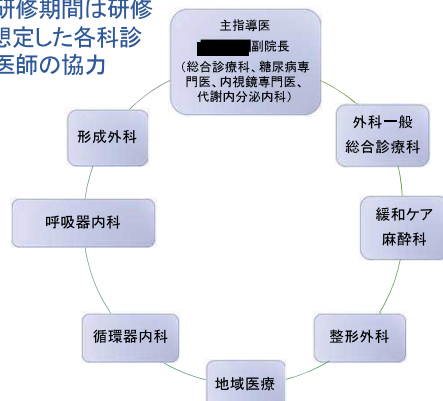 研修期間は研修
想定した各科診
医師の協力
主指導医
副院長
（総合診療科、糖尿病専
門医、内視鏡専門医、
代謝内分泌内科）
外科一般
総合診療科
緩和ケア
麻酔科
整形外科
地域医療
循環器内科
呼吸器内科
形成外科